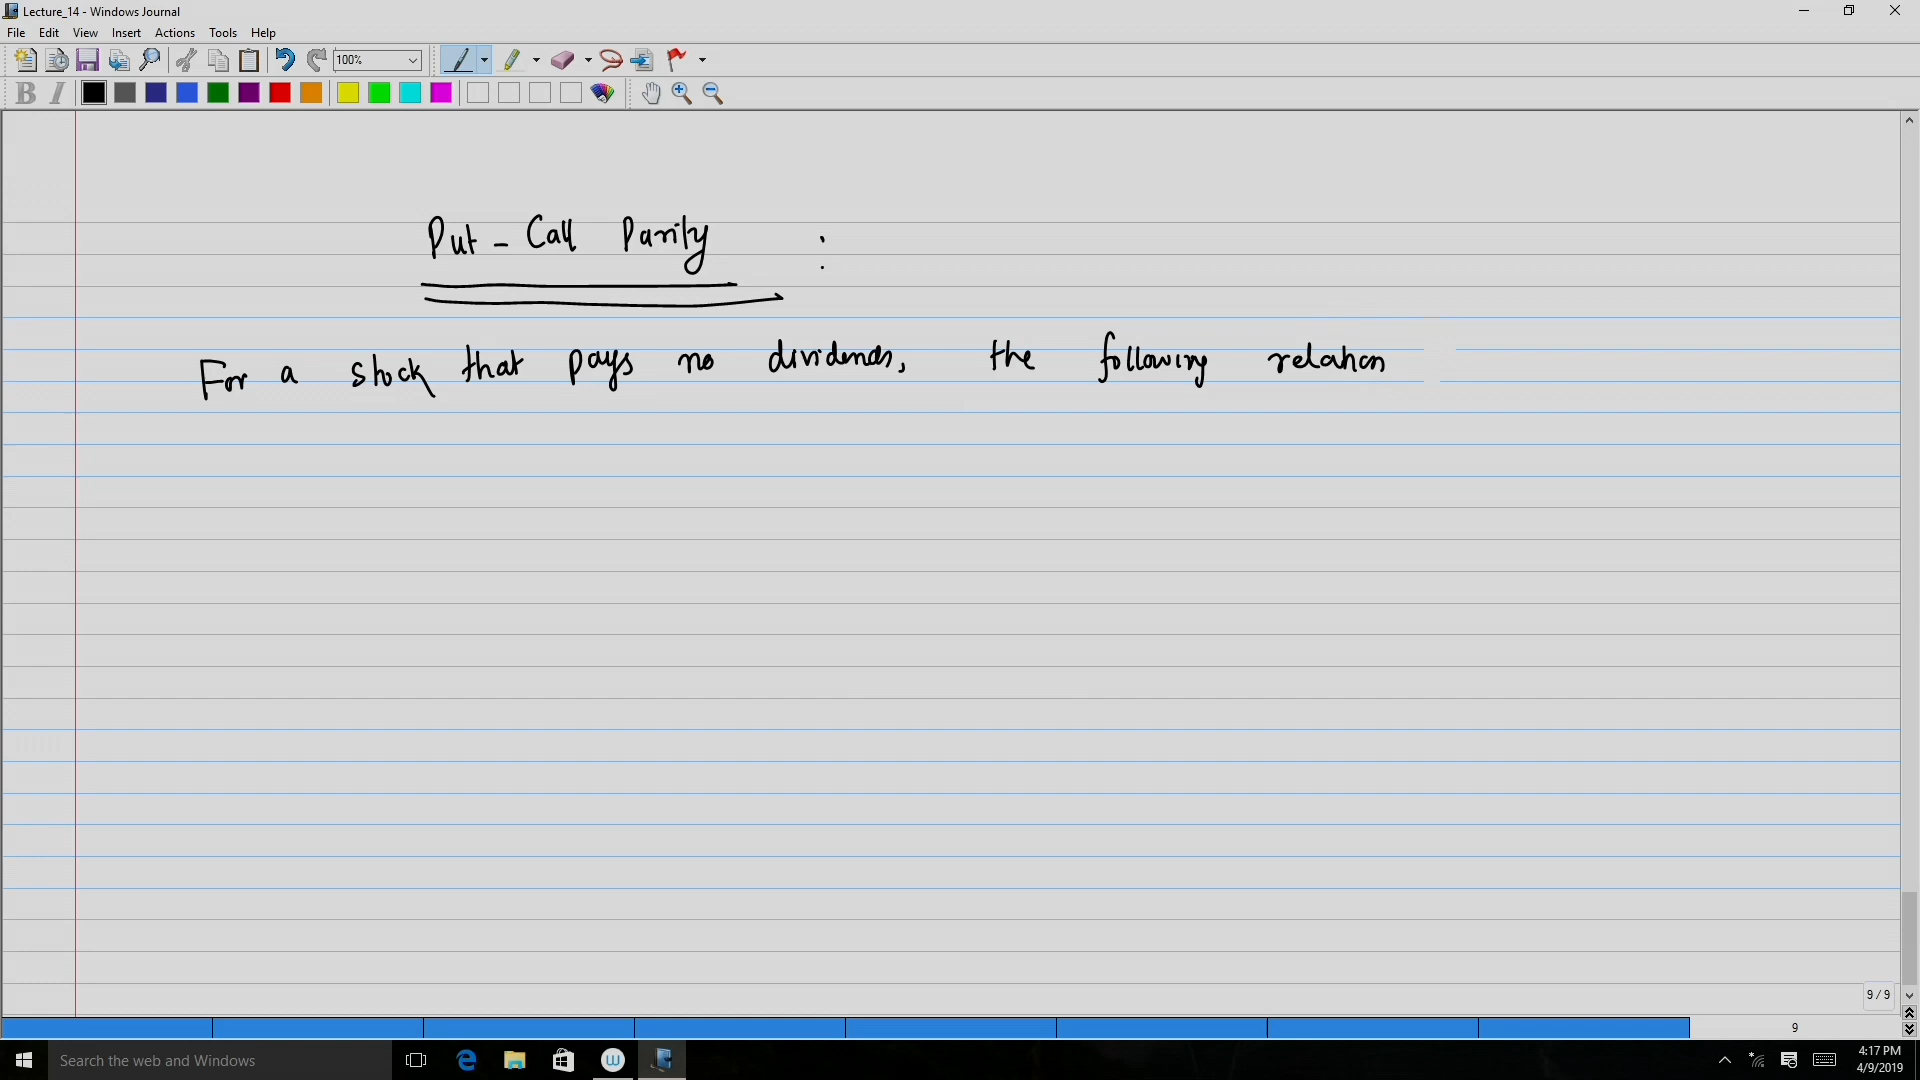 Lecture_14 - Windows Journal
File Edit View Insert Actions Tools Help
100%
B I
Put - Call Parity :
For a stock that pays no dividends, the following relation
9 / 9
9
Search the web and Windows
4:17 PM
4/9/2019